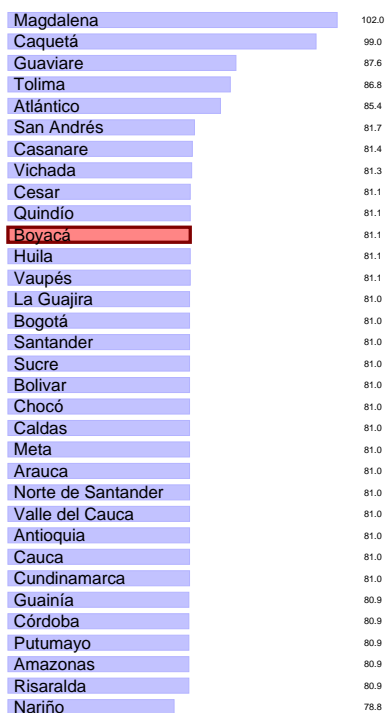 Magdalena 102.0
Caquetá 99.0
Guaviare 87.6
Tolima 86.8
Atlántico 85.4
San Andrés 81.7
Casanare 81.4
Vichada 81.3
Cesar 81.1
Quindío 81.1
Boyacá 81.1
Huila 81.1
Vaupés 81.1
La Guajira 81.0
Bogotá 81.0
Santander 81.0
Sucre 81.0
Bolivar 81.0
Chocó 81.0
Caldas 81.0
Meta 81.0
Arauca 81.0
Norte de Santander 81.0
Valle del Cauca 81.0
Antioquia 81.0
Cauca 81.0
Cundinamarca 81.0
Guainía 80.9
Córdoba 80.9
Putumayo 80.9
Amazonas 80.9
Risaralda 80.9
Nariño 78.8